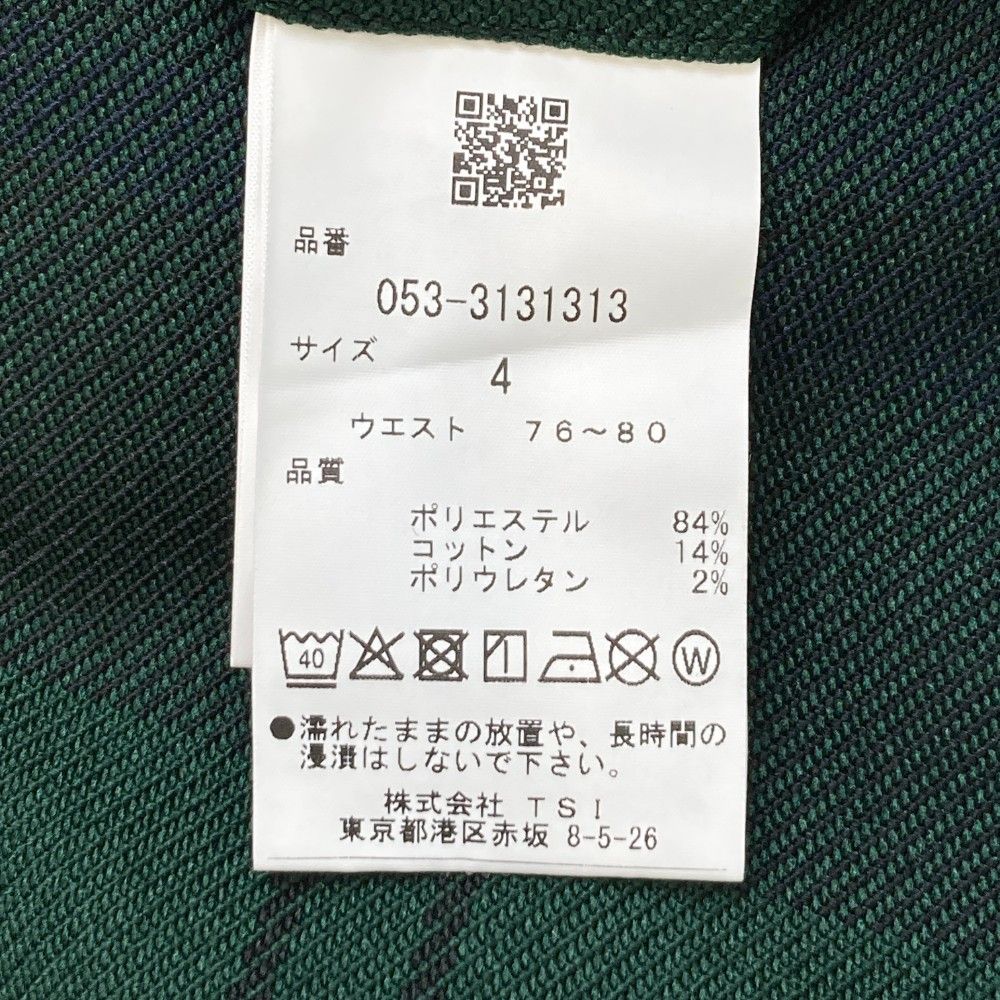 品番
053-3131313
サイズ
4
ウエスト 76～80
品質
ポリエステル 84%
コットン 14%
ポリウレタン 2%
40 W
●濡れたままの放置や、長時間の
浸漬はしないで下さい。
株式会社 TSI
東京都港区赤坂 8-5-26